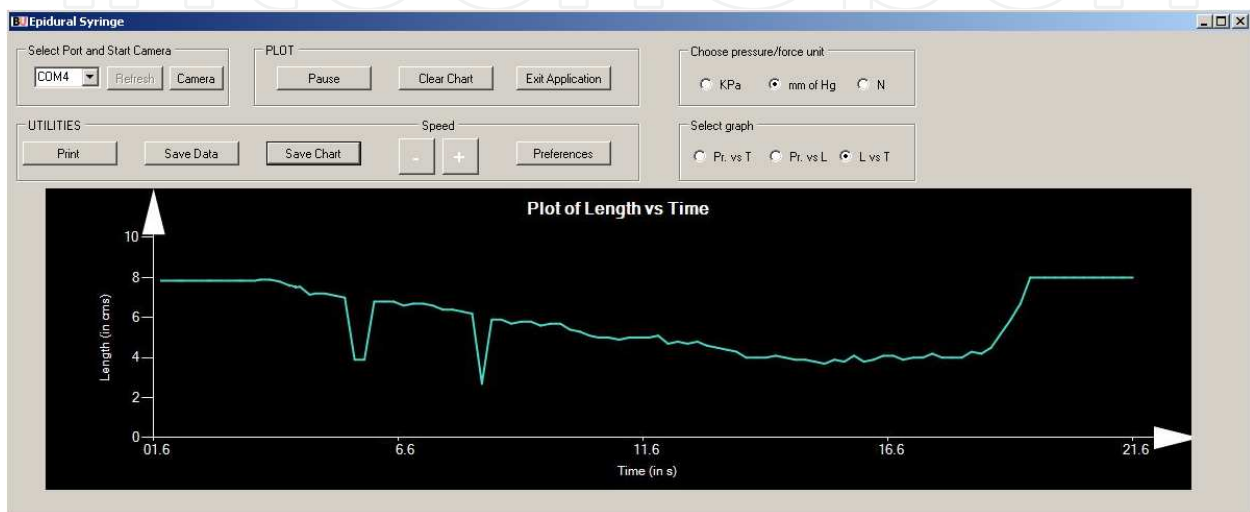 Epidural Syringe
Select Port and Start Camera
COM4 Refresh Camera
PLOT
Pause Clear Chart Exit Application
Choose pressure/force unit
KPa mm of Hg N
UTILITIES
Print Save Data Save Chart
Speed
- + Preferences
Select graph
Pr. vs T Pr. vs L L vs T
Plot of Length vs Time
Length (in cms)
10
8
6
4
2
0
01.6 6.6 11.6 16.6 21.6
Time (in s)